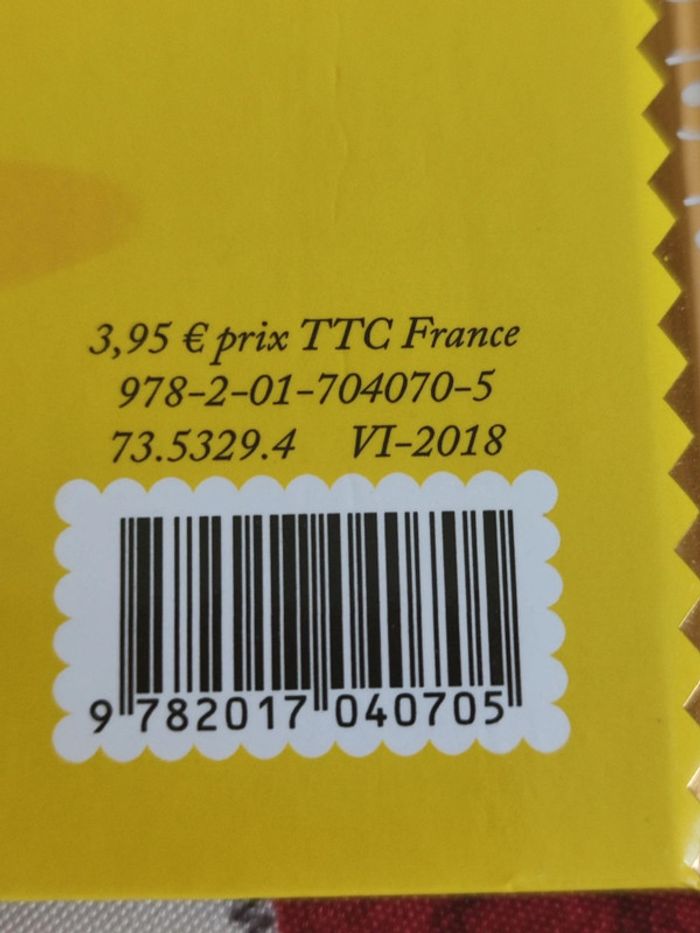 3,95 € prix TTC France
978-2-01-704070-5
73.5329.4 VI-2018
9 782017 040705